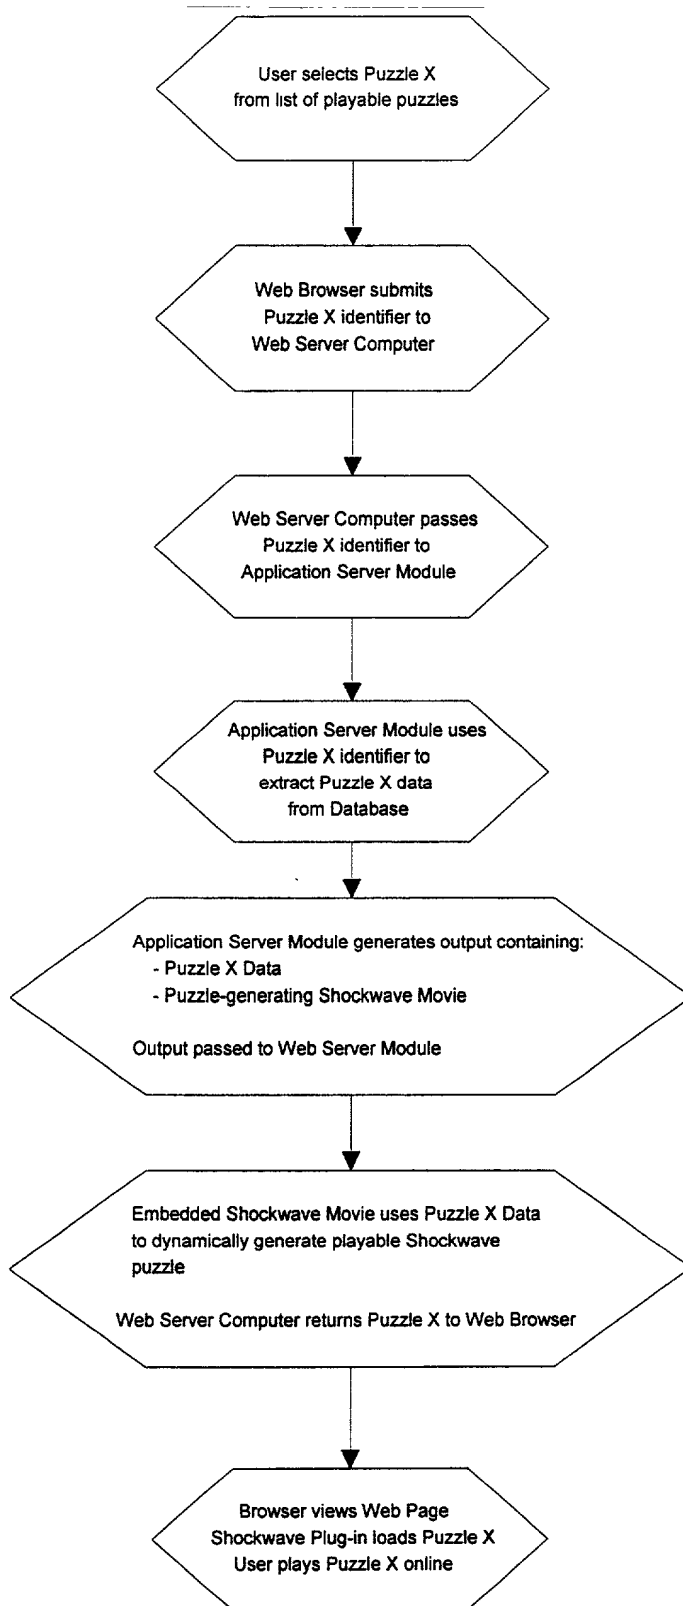 User selects Puzzle X
from list of playable puzzles
Web Browser submits
Puzzle X identifier to
Web Server Computer
Web Server Computer passes
Puzzle X identifier to
Application Server Module
Application Server Module uses
Puzzle X identifier to
extract Puzzle X data
from Database
Application Server Module generates output containing:
- Puzzle X Data
- Puzzle-generating Shockwave Movie
Output passed to Web Server Module
Embedded Shockwave Movie uses Puzzle X Data
to dynamically generate playable Shockwave
puzzle
Web Server Computer returns Puzzle X to Web Browser
Browser views Web Page
Shockwave Plug-in loads Puzzle X
User plays Puzzle X online